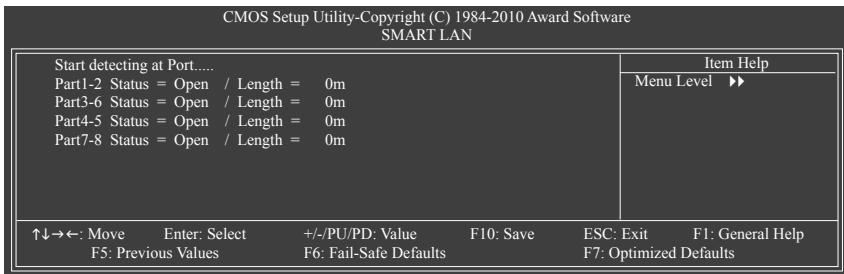 CMOS Setup Utility-Copyright (C) 1984-2010 Award Software
SMART LAN
Start detecting at Port.....
Part1-2 Status = Open / Length = 0m
Part3-6 Status = Open / Length = 0m
Part4-5 Status = Open / Length = 0m
Part7-8 Status = Open / Length = 0m
Item Help
Menu Level ▶▶
↑↓→←: Move Enter: Select +/-/PU/PD: Value F10: Save ESC: Exit F1: General Help
F5: Previous Values F6: Fail-Safe Defaults F7: Optimized Defaults